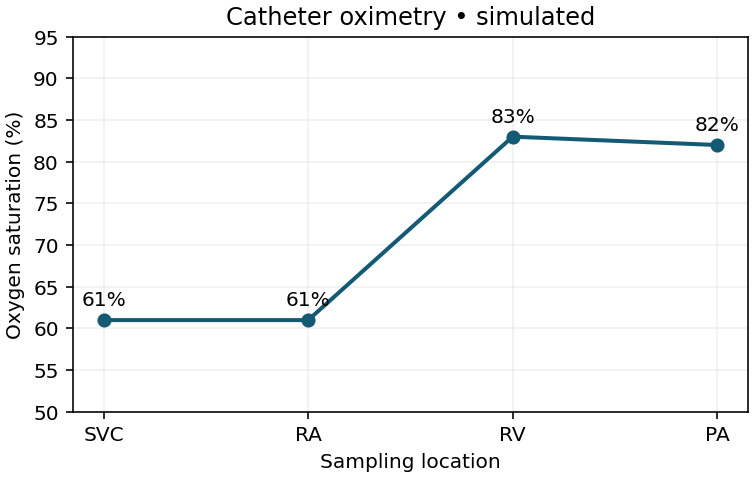 Catheter oximetry • simulated
95
90
85
80
75
70
65
60
55
50
Oxygen saturation (%)
61%
61%
83%
82%
SVC
RA
RV
PA
Sampling location